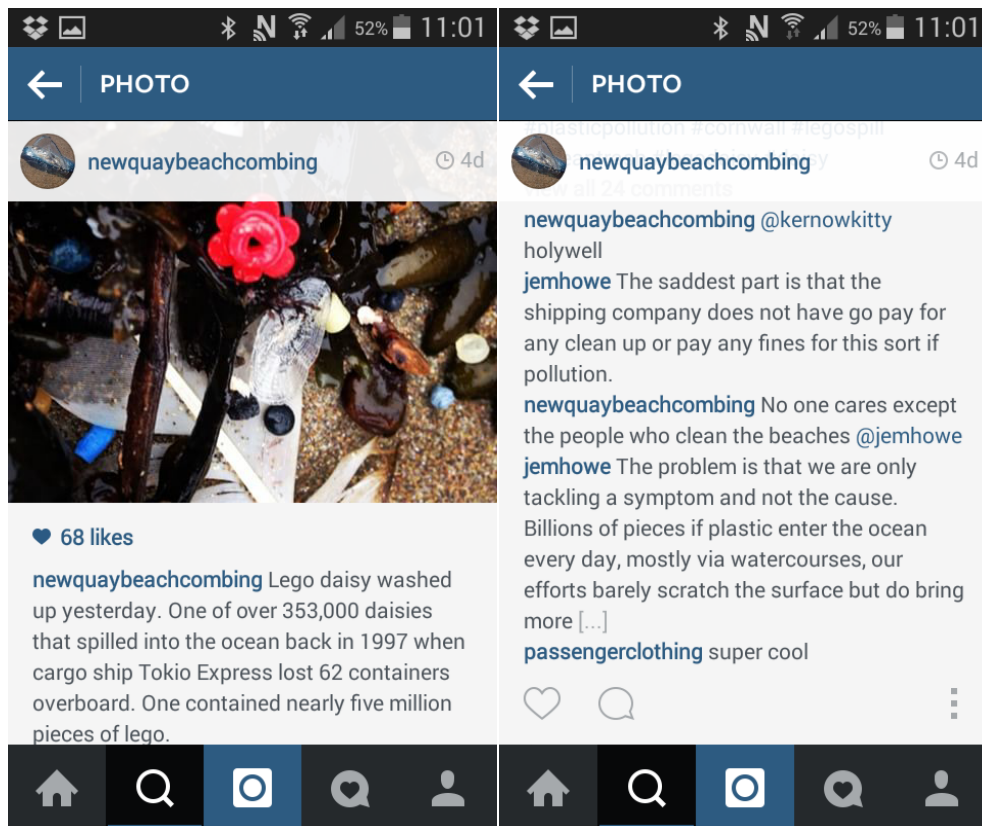 52% 11:01
PHOTO
newquaybeachcombing 4d
68 likes
newquaybeachcombing Lego daisy washed
up yesterday. One of over 353,000 daisies
that spilled into the ocean back in 1997 when
cargo ship Tokio Express lost 62 containers
overboard. One contained nearly five million
pieces of lego.
52% 11:01
PHOTO
#plasticpollution #cornwall #legospill
newquaybeachcombing 4d
view all 24 comments
newquaybeachcombing @kernowkitty
holywell
jemhowe The saddest part is that the
shipping company does not have go pay for
any clean up or pay any fines for this sort if
pollution.
newquaybeachcombing No one cares except
the people who clean the beaches @jemhowe
jemhowe The problem is that we are only
tackling a symptom and not the cause.
Billions of pieces if plastic enter the ocean
every day, mostly via watercourses, our
efforts barely scratch the surface but do bring
more [...]
passengerclothing super cool